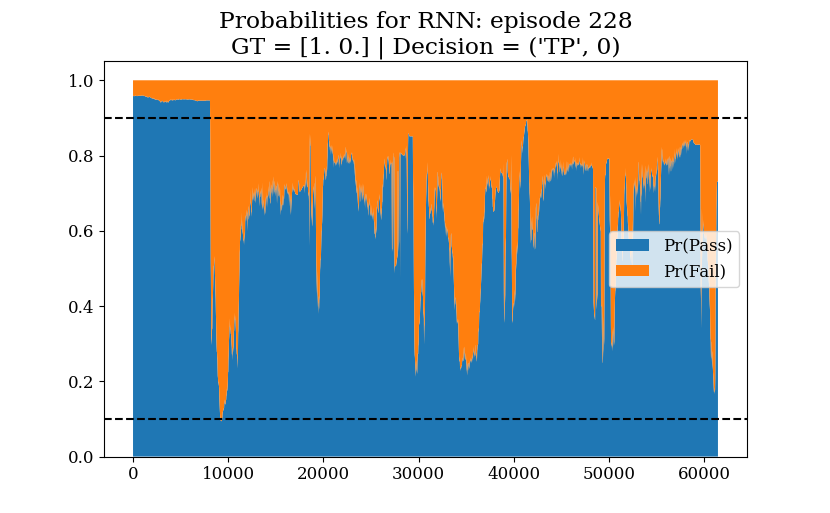 Probabilities for RNN: episode 228
GT = [1. 0.] | Decision = ('TP', 0)
1.0
0.8
0.6
0.4
0.2
0.0
Pr(Pass)
Pr(Fail)
0 10000 20000 30000 40000 50000 60000